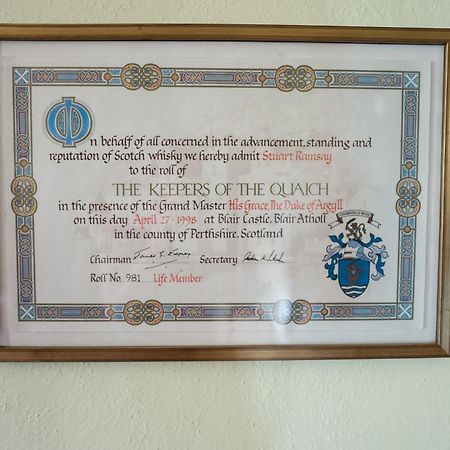 On behalf of all concerned in the advancement, standing and
reputation of Scotch whisky we hereby admit Stuart Ramsay
to the roll of
THE KEEPERS OF THE QUAICH
in the presence of the Grand Master His Grace, The Duke of Argyll
on this day April 27 · 1998 at Blair Castle, Blair Atholl
in the county of Perthshire, Scotland
Chairman Secretary
Roll No. 981 Life Member